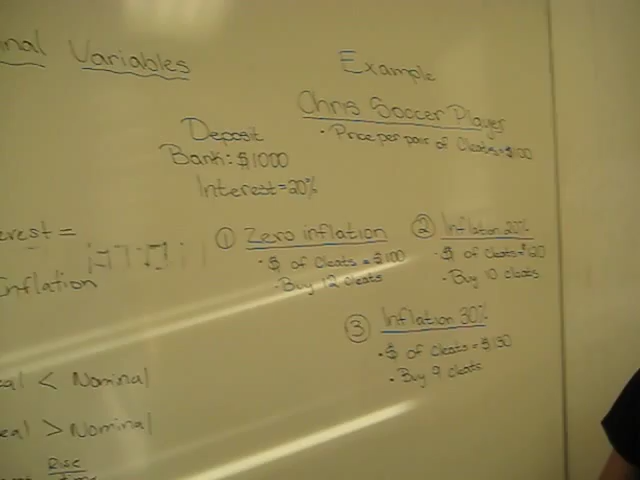 nal Variables
Example
Chris Soccer Player
· Price per pair of Cleats = $100
Deposit
Bank: $1000
Interest = 20%
erest =
Inflation
① Zero inflation
· $ of Cleats = $100
· Buy 12 Cleats
② Inflation 20%
· $ of Cleats = $120
· Buy 10 Cleats
③ Inflation 30%
· $ of Cleats = $130
· Buy 9 Cleats
eal < Nominal
eal > Nominal
Rise